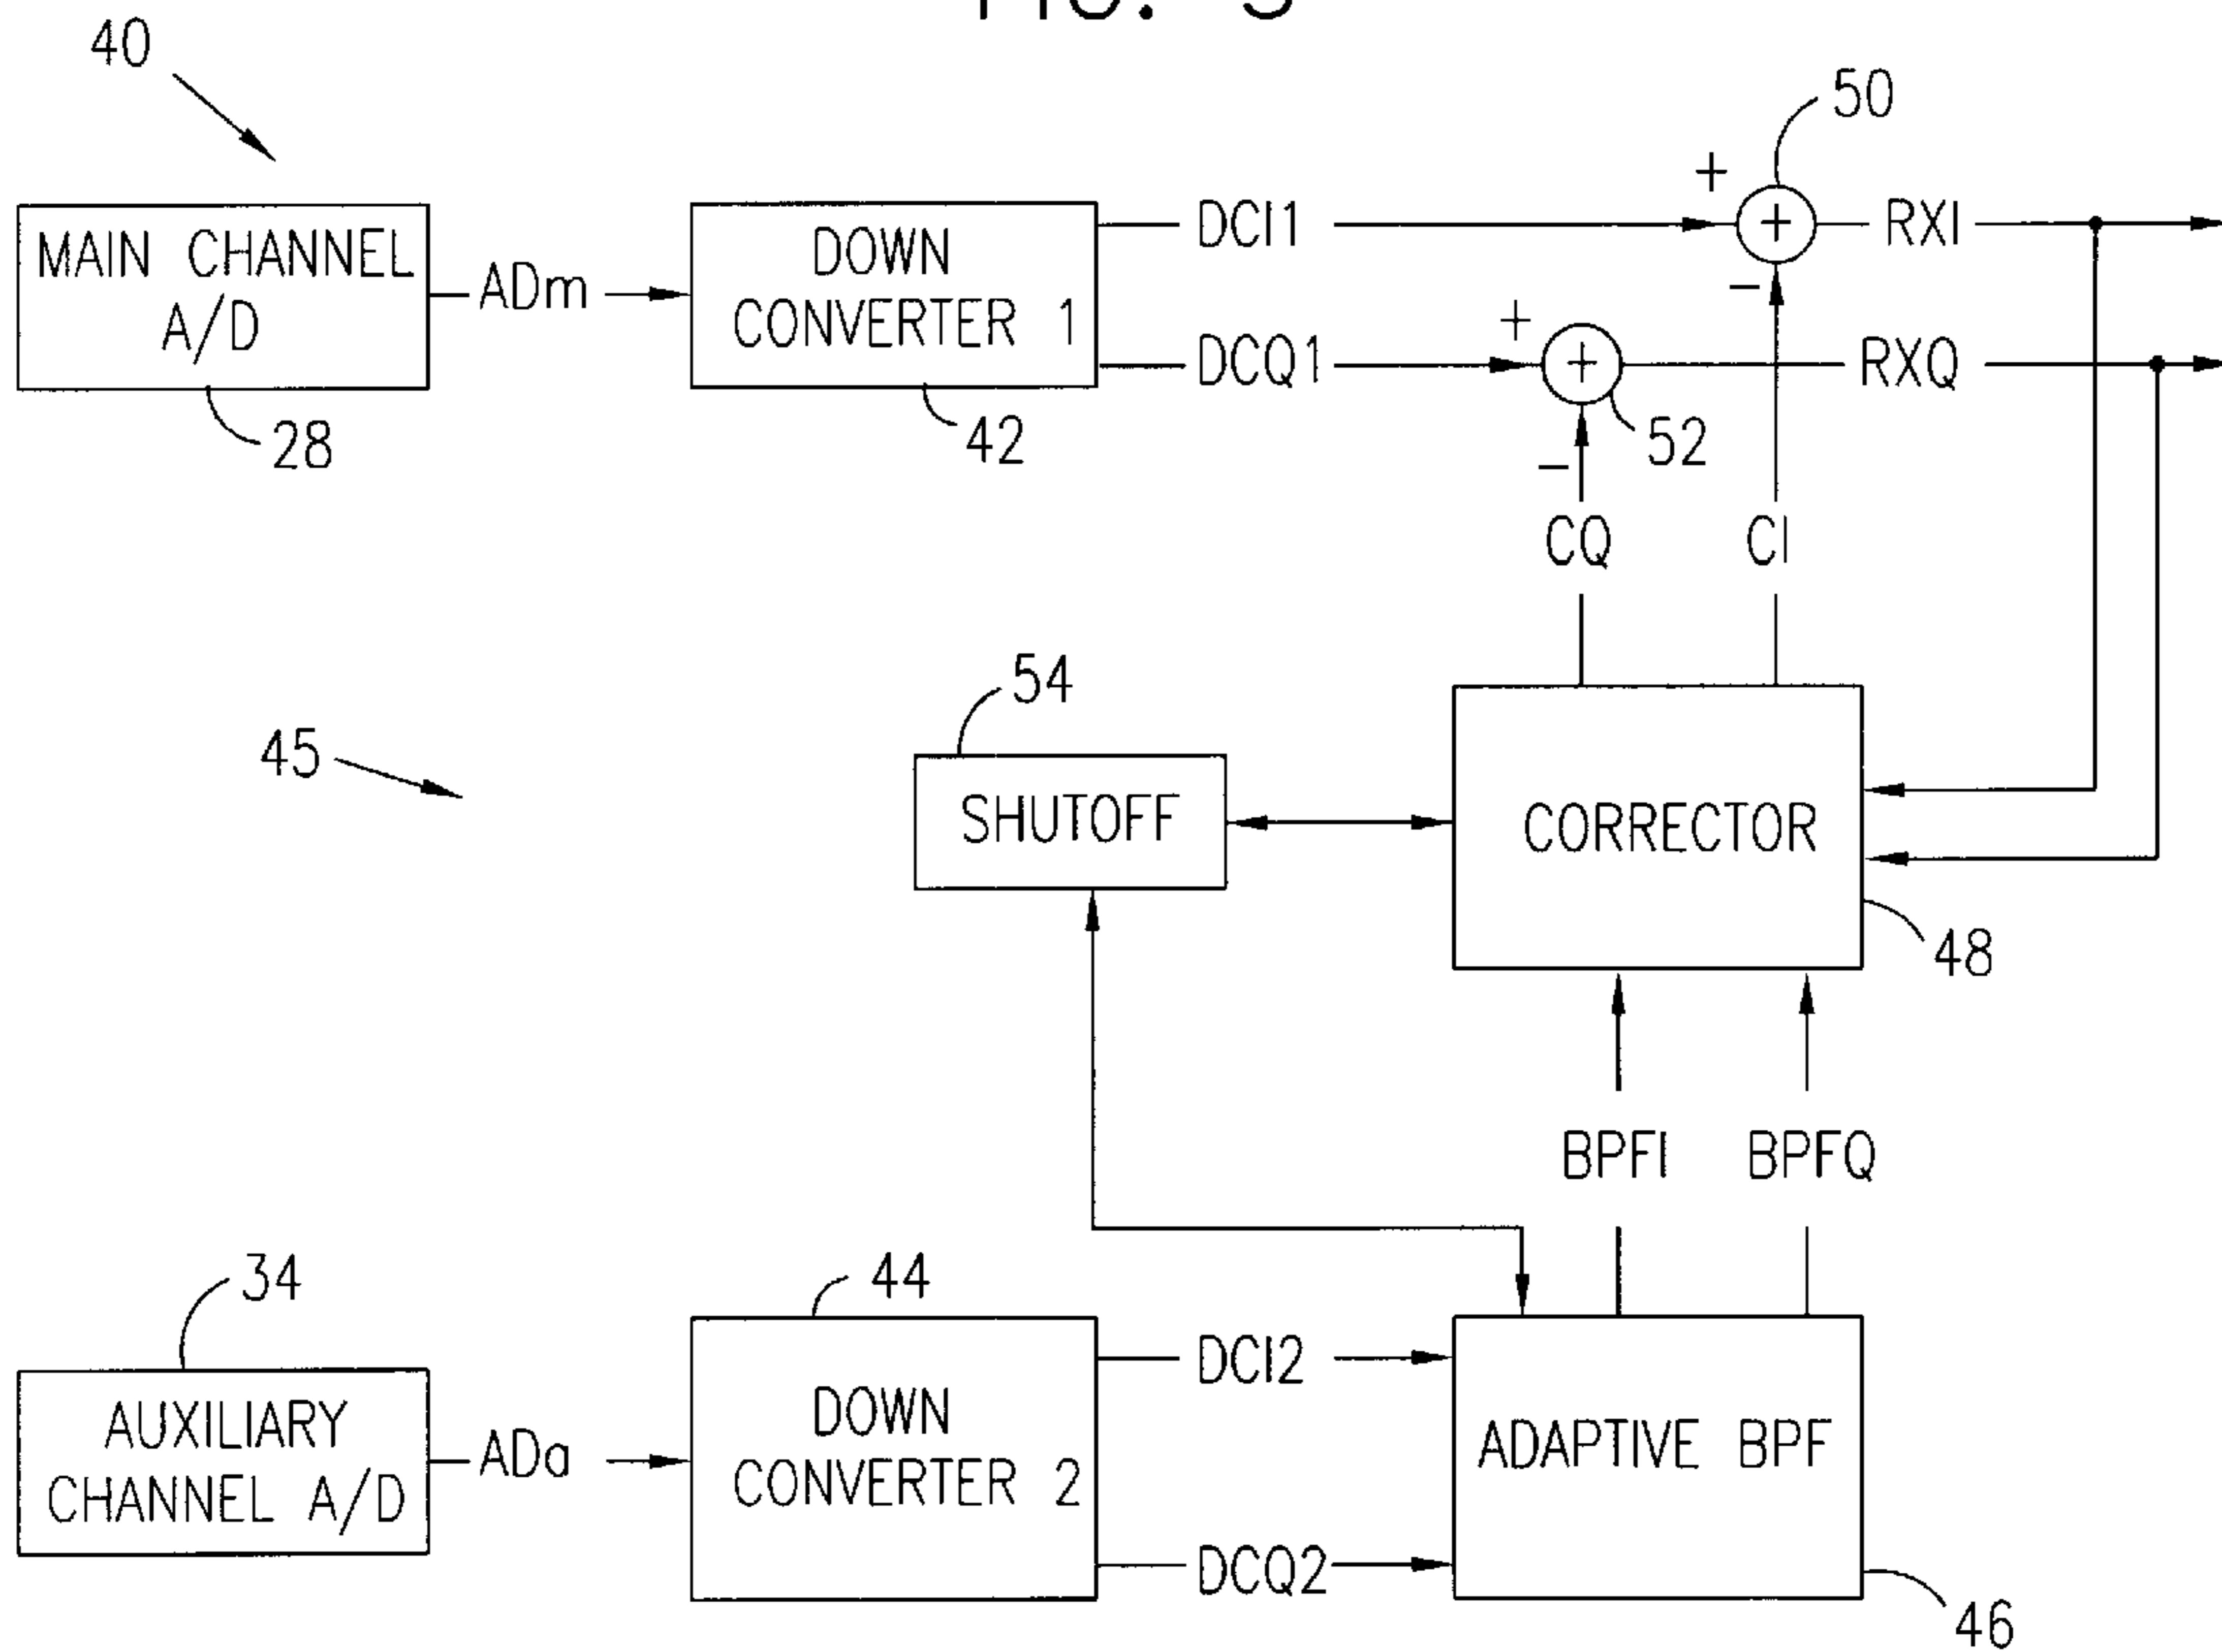 40
50
+
MAIN CHANNEL
A/D
ADm
DOWN
CONVERTER 1
DCI1
+
RXI
-
+
DCQ1
+
RXQ
28
42
-
52
CQ
CI
54
45
SHUTOFF
CORRECTOR
48
BPFI
BPFQ
34
44
AUXILIARY
CHANNEL A/D
ADa
DOWN
CONVERTER 2
DCI2
ADAPTIVE BPF
DCQ2
46